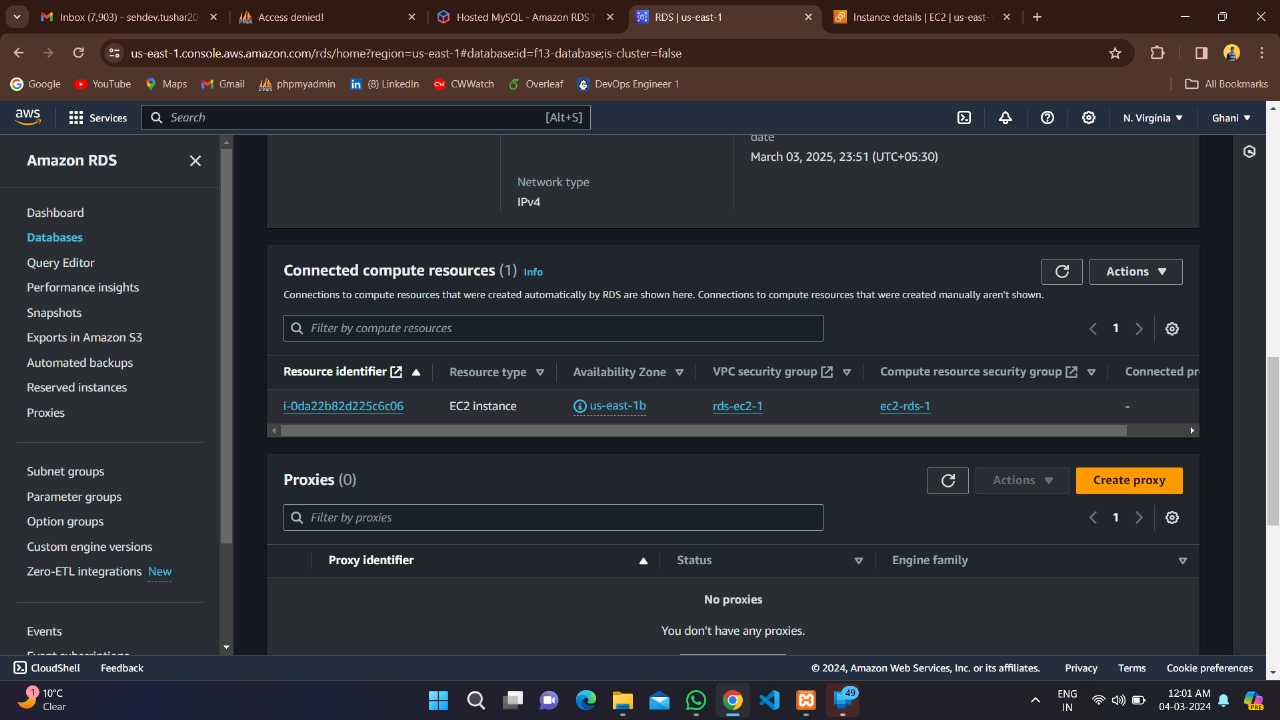 Inbox (7,903) - sehdev.tushar20
Access denied!
Hosted MySQL - Amazon RDS f
RDS | us-east-1
Instance details | EC2 | us-east-
us-east-1.console.aws.amazon.com/rds/home?region=us-east-1#database:id=f13-database;is-cluster=false
Google YouTube Maps Gmail phpmyadmin (8) LinkedIn CWWatch Overleaf DevOps Engineer 1 All Bookmarks
aws Services Search [Alt+S] N. Virginia Ghani
Amazon RDS
Dashboard
Databases
Query Editor
Performance insights
Snapshots
Exports in Amazon S3
Automated backups
Reserved instances
Proxies
Subnet groups
Parameter groups
Option groups
Custom engine versions
Zero-ETL integrations New
Events
Event subscriptions
date
March 03, 2025, 23:51 (UTC+05:30)
Network type
IPv4
Connected compute resources (1) Info
Actions
Connections to compute resources that were created automatically by RDS are shown here. Connections to compute resources that were created manually aren't shown.
Filter by compute resources
1
Resource identifier Resource type Availability Zone VPC security group Compute resource security group Connected pr
i-0da22b82d225c6c06 EC2 instance us-east-1b rds-ec2-1 ec2-rds-1 -
Proxies (0)
Actions Create proxy
Filter by proxies
1
Proxy identifier Status Engine family
No proxies
You don't have any proxies.
CloudShell Feedback © 2024, Amazon Web Services, Inc. or its affiliates. Privacy Terms Cookie preferences
1
10°C
Clear
49
PRE
ENG
IN
12:01 AM
04-03-2024